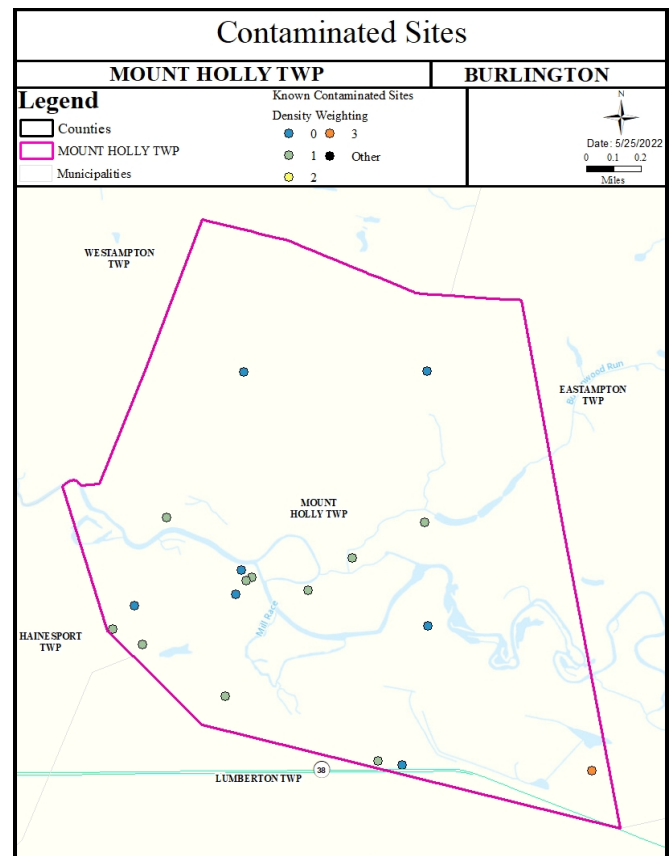 Contaminated Sites
MOUNT HOLLY TWP
BURLINGTON
Legend
Counties
MOUNT HOLLY TWP
Municipalities
Known Contaminated Sites
Density Weighting
0 3
1 Other
2
N
Date: 5/25/2022
0 0.1 0.2
Miles
WESTAMPTON
TWP
EASTAMPTON
TWP
MOUNT
HOLLY TWP
Mill Race
HAINESPORT
TWP
38
LUMBERTON TWP
Run